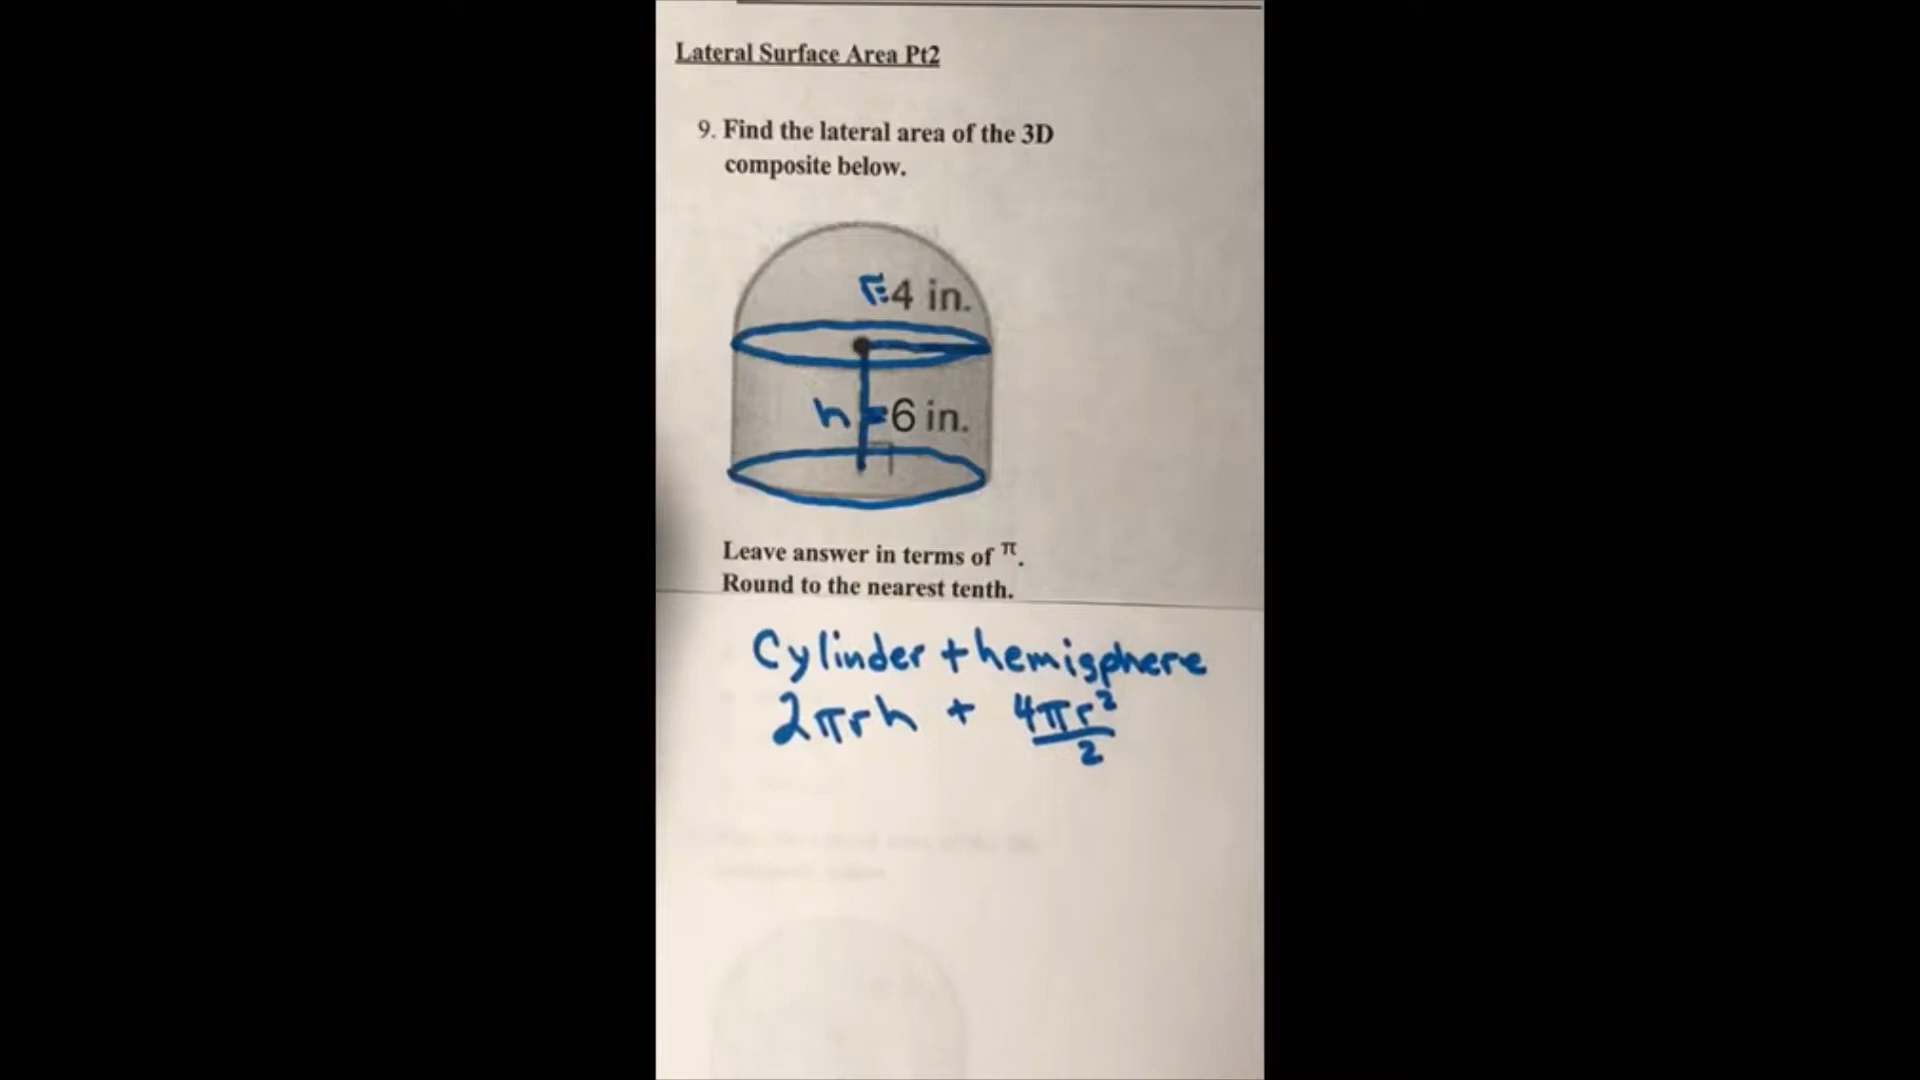 Lateral Surface Area Pt2
9. Find the lateral area of the 3D
composite below.
r=4 in.
h=6 in.
Leave answer in terms of π.
Round to the nearest tenth.
Cylinder + hemisphere
2πrh + 4πr²/2